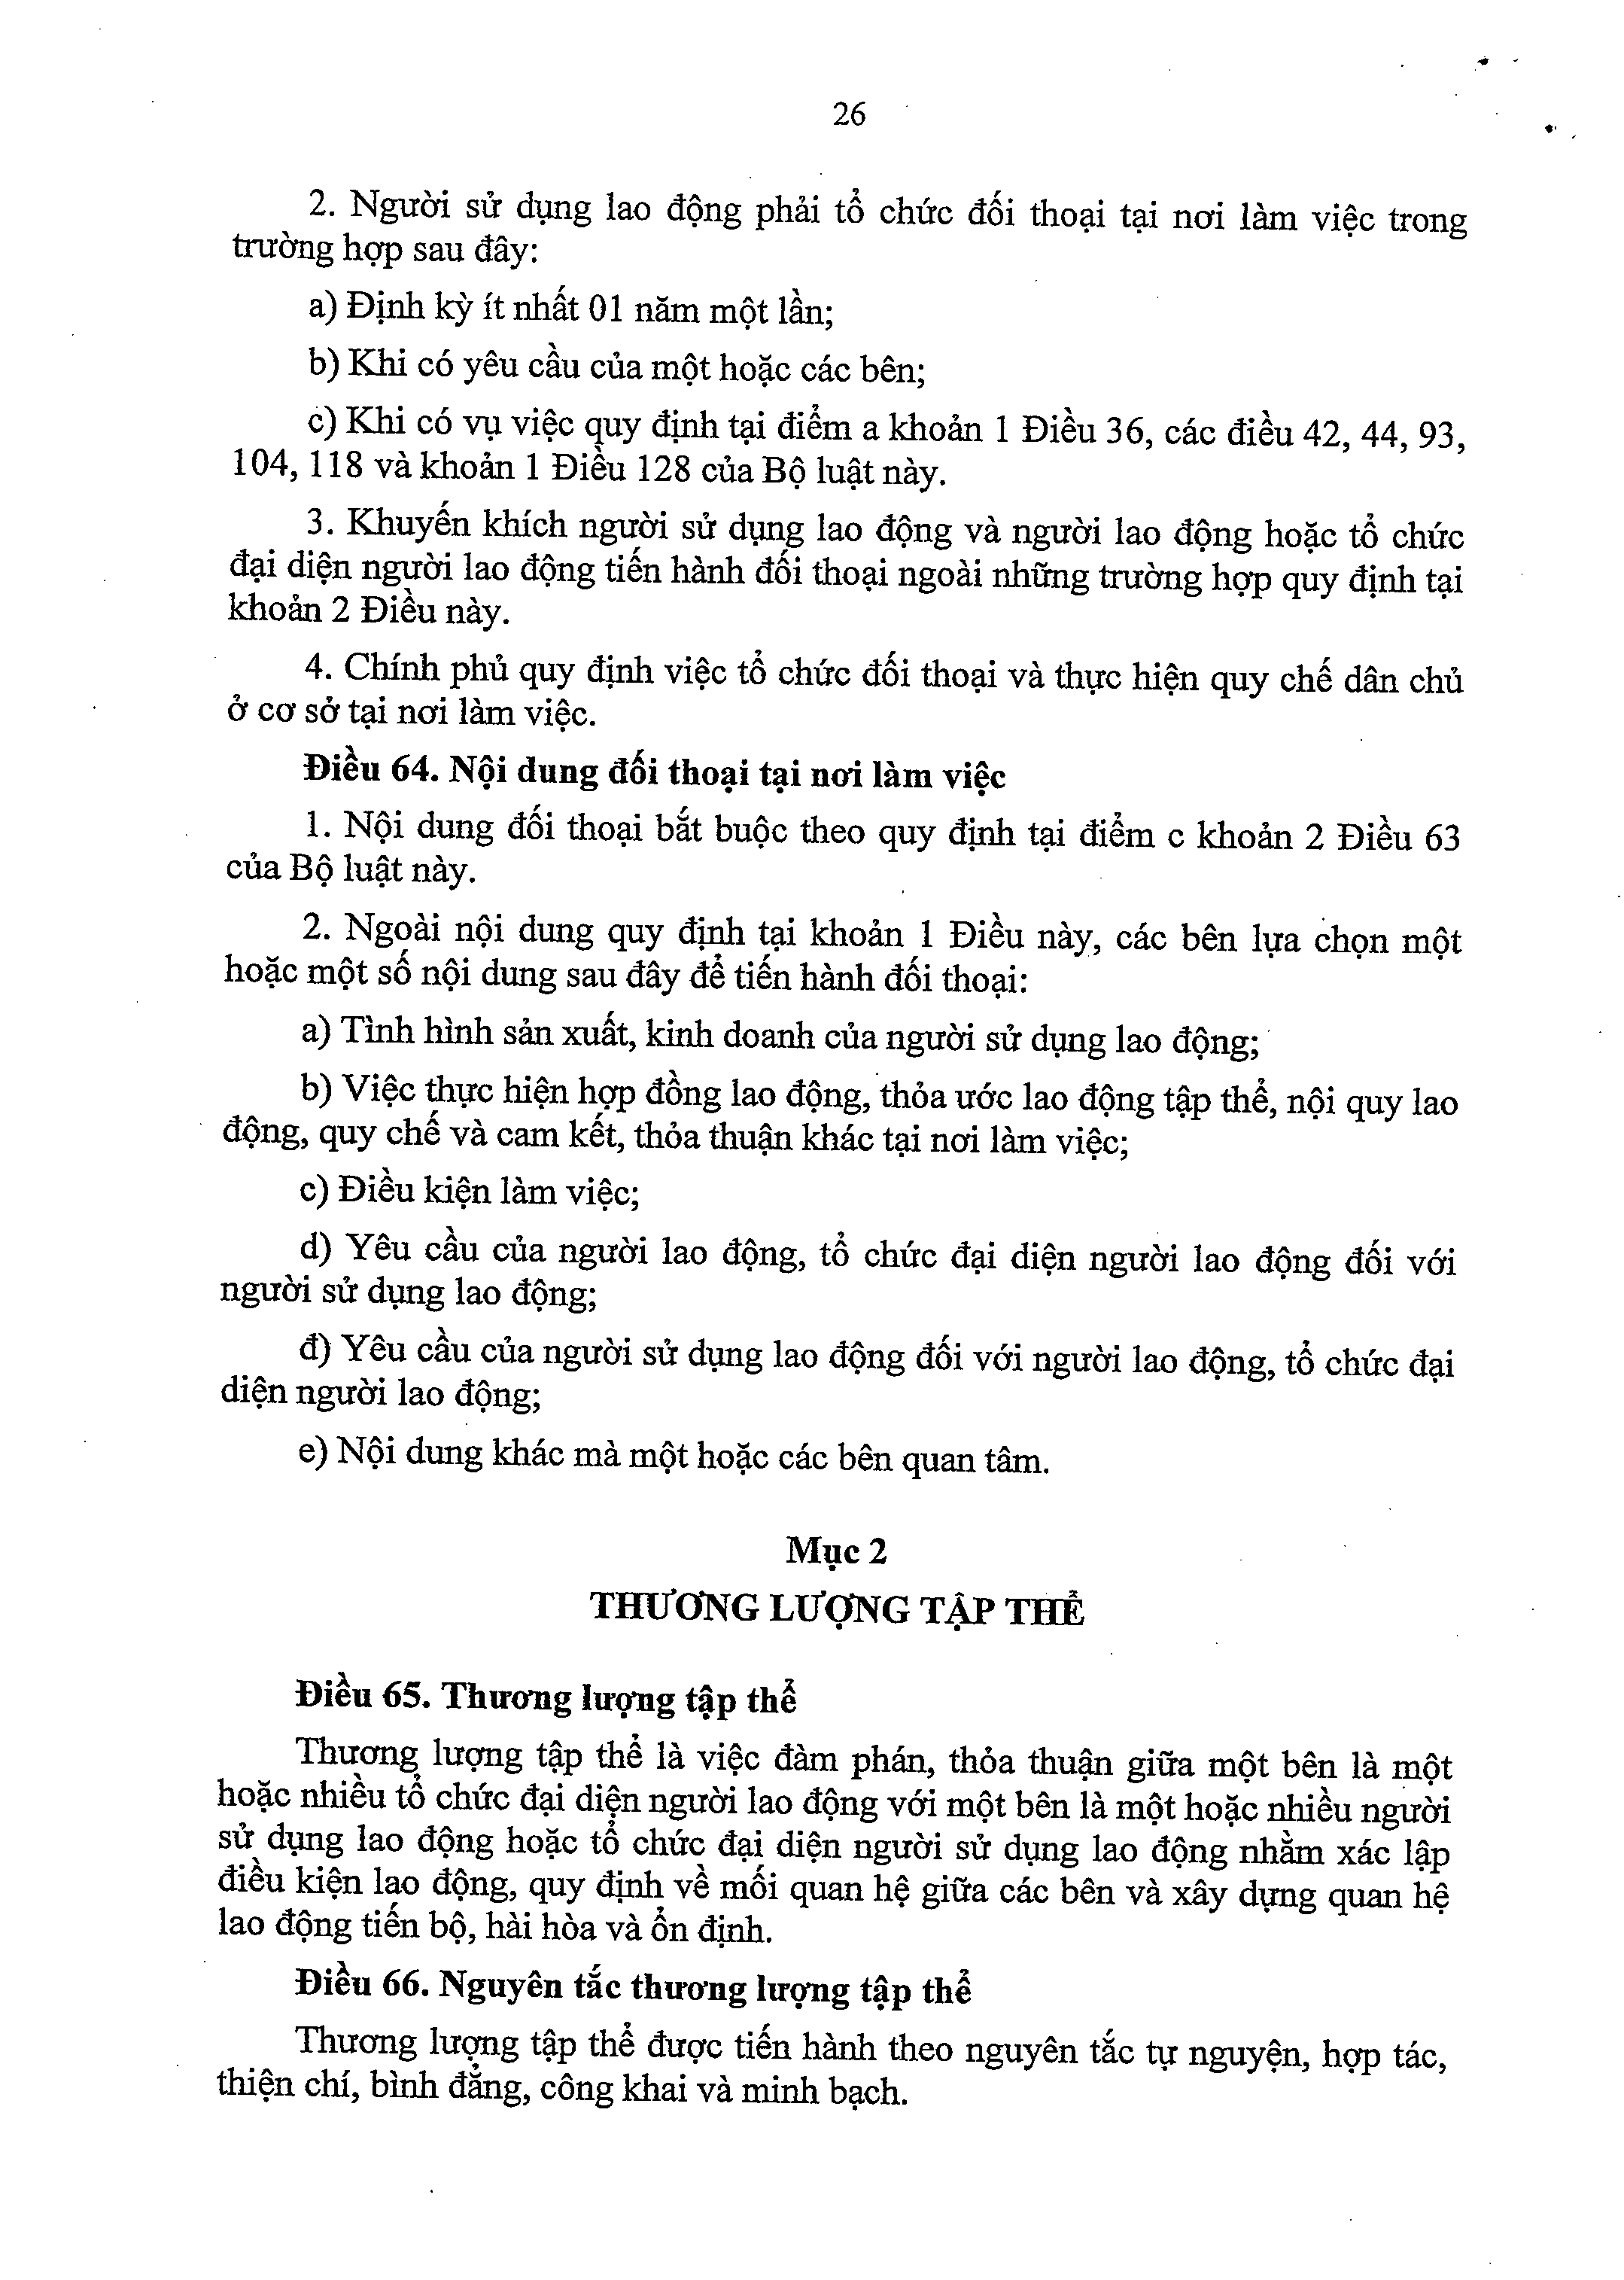 26
2. Người sử dụng lao động phải tổ chức đối thoại tại nơi làm việc trong
trường hợp sau đây:
a) Định kỳ ít nhất 01 năm một lần;
b) Khi có yêu cầu của một hoặc các bên;
c) Khi có vụ việc quy định tại điểm a khoản 1 Điều 36, các điều 42, 44, 93,
104, 118 và khoản 1 Điều 128 của Bộ luật này.
3. Khuyến khích người sử dụng lao động và người lao động hoặc tổ chức
đại diện người lao động tiến hành đối thoại ngoài những trường hợp quy định tại
khoản 2 Điều này.
4. Chính phủ quy định việc tổ chức đối thoại và thực hiện quy chế dân chủ
ở cơ sở tại nơi làm việc.
Điều 64. Nội dung đối thoại tại nơi làm việc
1. Nội dung đối thoại bắt buộc theo quy định tại điểm c khoản 2 Điều 63
của Bộ luật này.
2. Ngoài nội dung quy định tại khoản 1 Điều này, các bên lựa chọn một
hoặc một số nội dung sau đây để tiến hành đối thoại:
a) Tình hình sản xuất, kinh doanh của người sử dụng lao động;
b) Việc thực hiện hợp đồng lao động, thỏa ước lao động tập thể, nội quy lao
động, quy chế và cam kết, thỏa thuận khác tại nơi làm việc;
c) Điều kiện làm việc;
d) Yêu cầu của người lao động, tổ chức đại diện người lao động đối với
người sử dụng lao động;
đ) Yêu cầu của người sử dụng lao động đối với người lao động, tổ chức đại
diện người lao động;
e) Nội dung khác mà một hoặc các bên quan tâm.
Mục 2
THƯƠNG LƯỢNG TẬP THỂ
Điều 65. Thương lượng tập thể
Thương lượng tập thể là việc đàm phán, thỏa thuận giữa một bên là một
hoặc nhiều tổ chức đại diện người lao động với một bên là một hoặc nhiều người
sử dụng lao động hoặc tổ chức đại diện người sử dụng lao động nhằm xác lập
điều kiện lao động, quy định về mối quan hệ giữa các bên và xây dựng quan hệ
lao động tiến bộ, hài hòa và ổn định.
Điều 66. Nguyên tắc thương lượng tập thể
Thương lượng tập thể được tiến hành theo nguyên tắc tự nguyện, hợp tác,
thiện chí, bình đẳng, công khai và minh bạch.